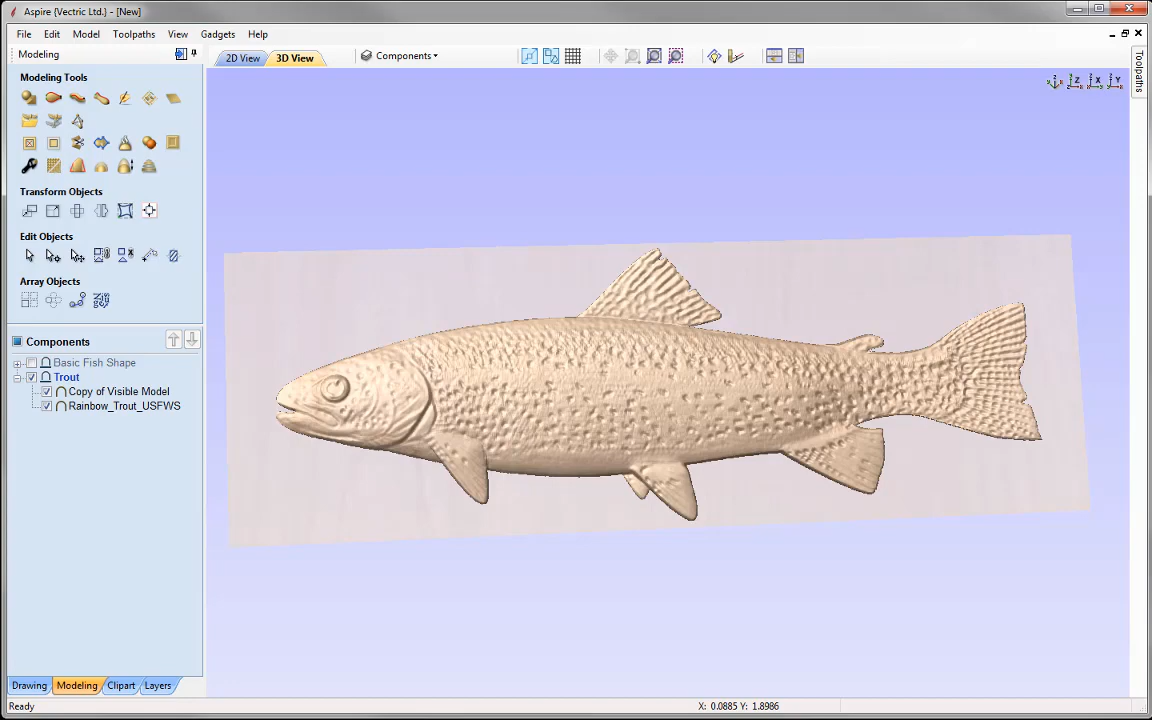 Aspire {Vectric Ltd.} - [New]
File Edit Model Toolpaths View Gadgets Help
Modeling
2D View 3D View Components
Toolpaths
Z X Y
Modeling Tools
Transform Objects
Edit Objects
Array Objects
Components
Basic Fish Shape
Trout
Copy of Visible Model
Rainbow_Trout_USFWS
Drawing Modeling Clipart Layers
Ready X: 0.0885 Y: 1.8986